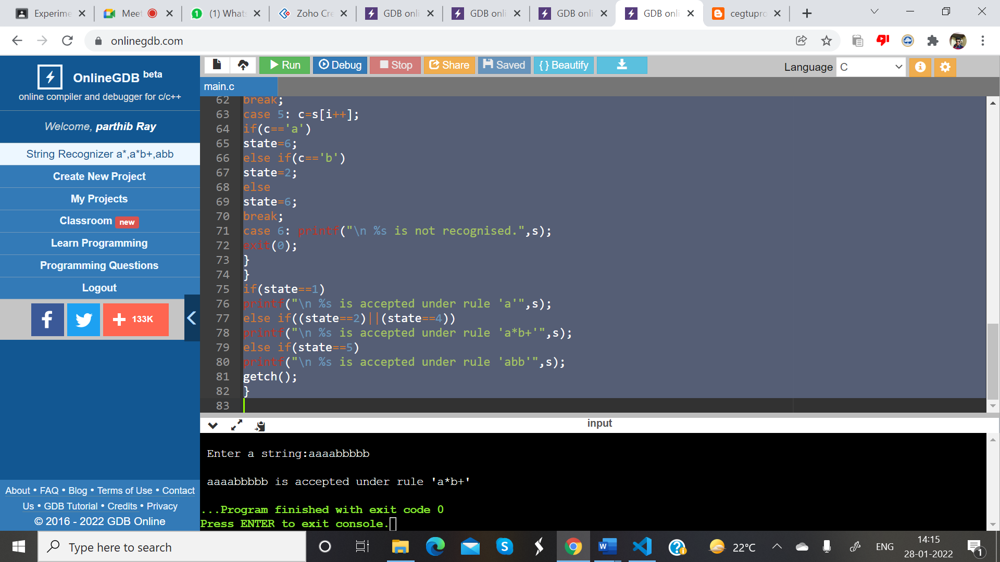 Experime
Meet
(1) Whats
Zoho Cre
GDB onli
GDB onli
GDB onli
GDB onli
cegtupro
onlinegdb.com
OnlineGDB beta
online compiler and debugger for c/c++
Welcome, parthib Ray
String Recognizer a*,a*b+,abb
Create New Project
My Projects
Classroom new
Learn Programming
Programming Questions
Logout
133K
About • FAQ • Blog • Terms of Use • Contact
Us • GDB Tutorial • Credits • Privacy
© 2016 - 2022 GDB Online
Run
Debug
Stop
Share
Saved
{ } Beautify
Language C
main.c
62 break;
63 case 5: c=s[i++];
64 if(c=='a')
65 state=6;
66 else if(c=='b')
67 state=2;
68 else
69 state=6;
70 break;
71 case 6: printf("\n %s is not recognised.",s);
72 exit(0);
73 }
74 }
75 if(state==1)
76 printf("\n %s is accepted under rule 'a'",s);
77 else if((state==2)||(state==4))
78 printf("\n %s is accepted under rule 'a*b+'",s);
79 else if(state==5)
80 printf("\n %s is accepted under rule 'abb'",s);
81 getch();
82 }
83
input
Enter a string:aaaabbbbb
aaaabbbbb is accepted under rule 'a*b+'
...Program finished with exit code 0
Press ENTER to exit console.
Type here to search
22°C
ENG
14:15
28-01-2022
1